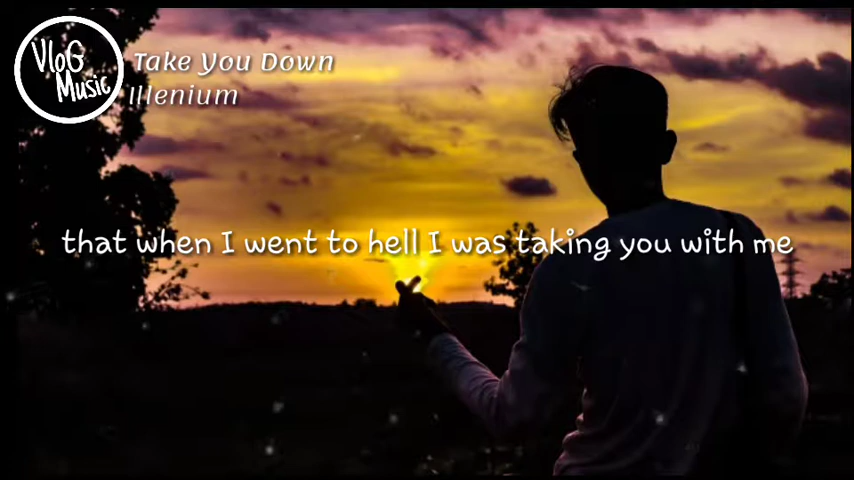 VloG
Music
Take You Down
Illenium
that when I went to hell I was taking you with me